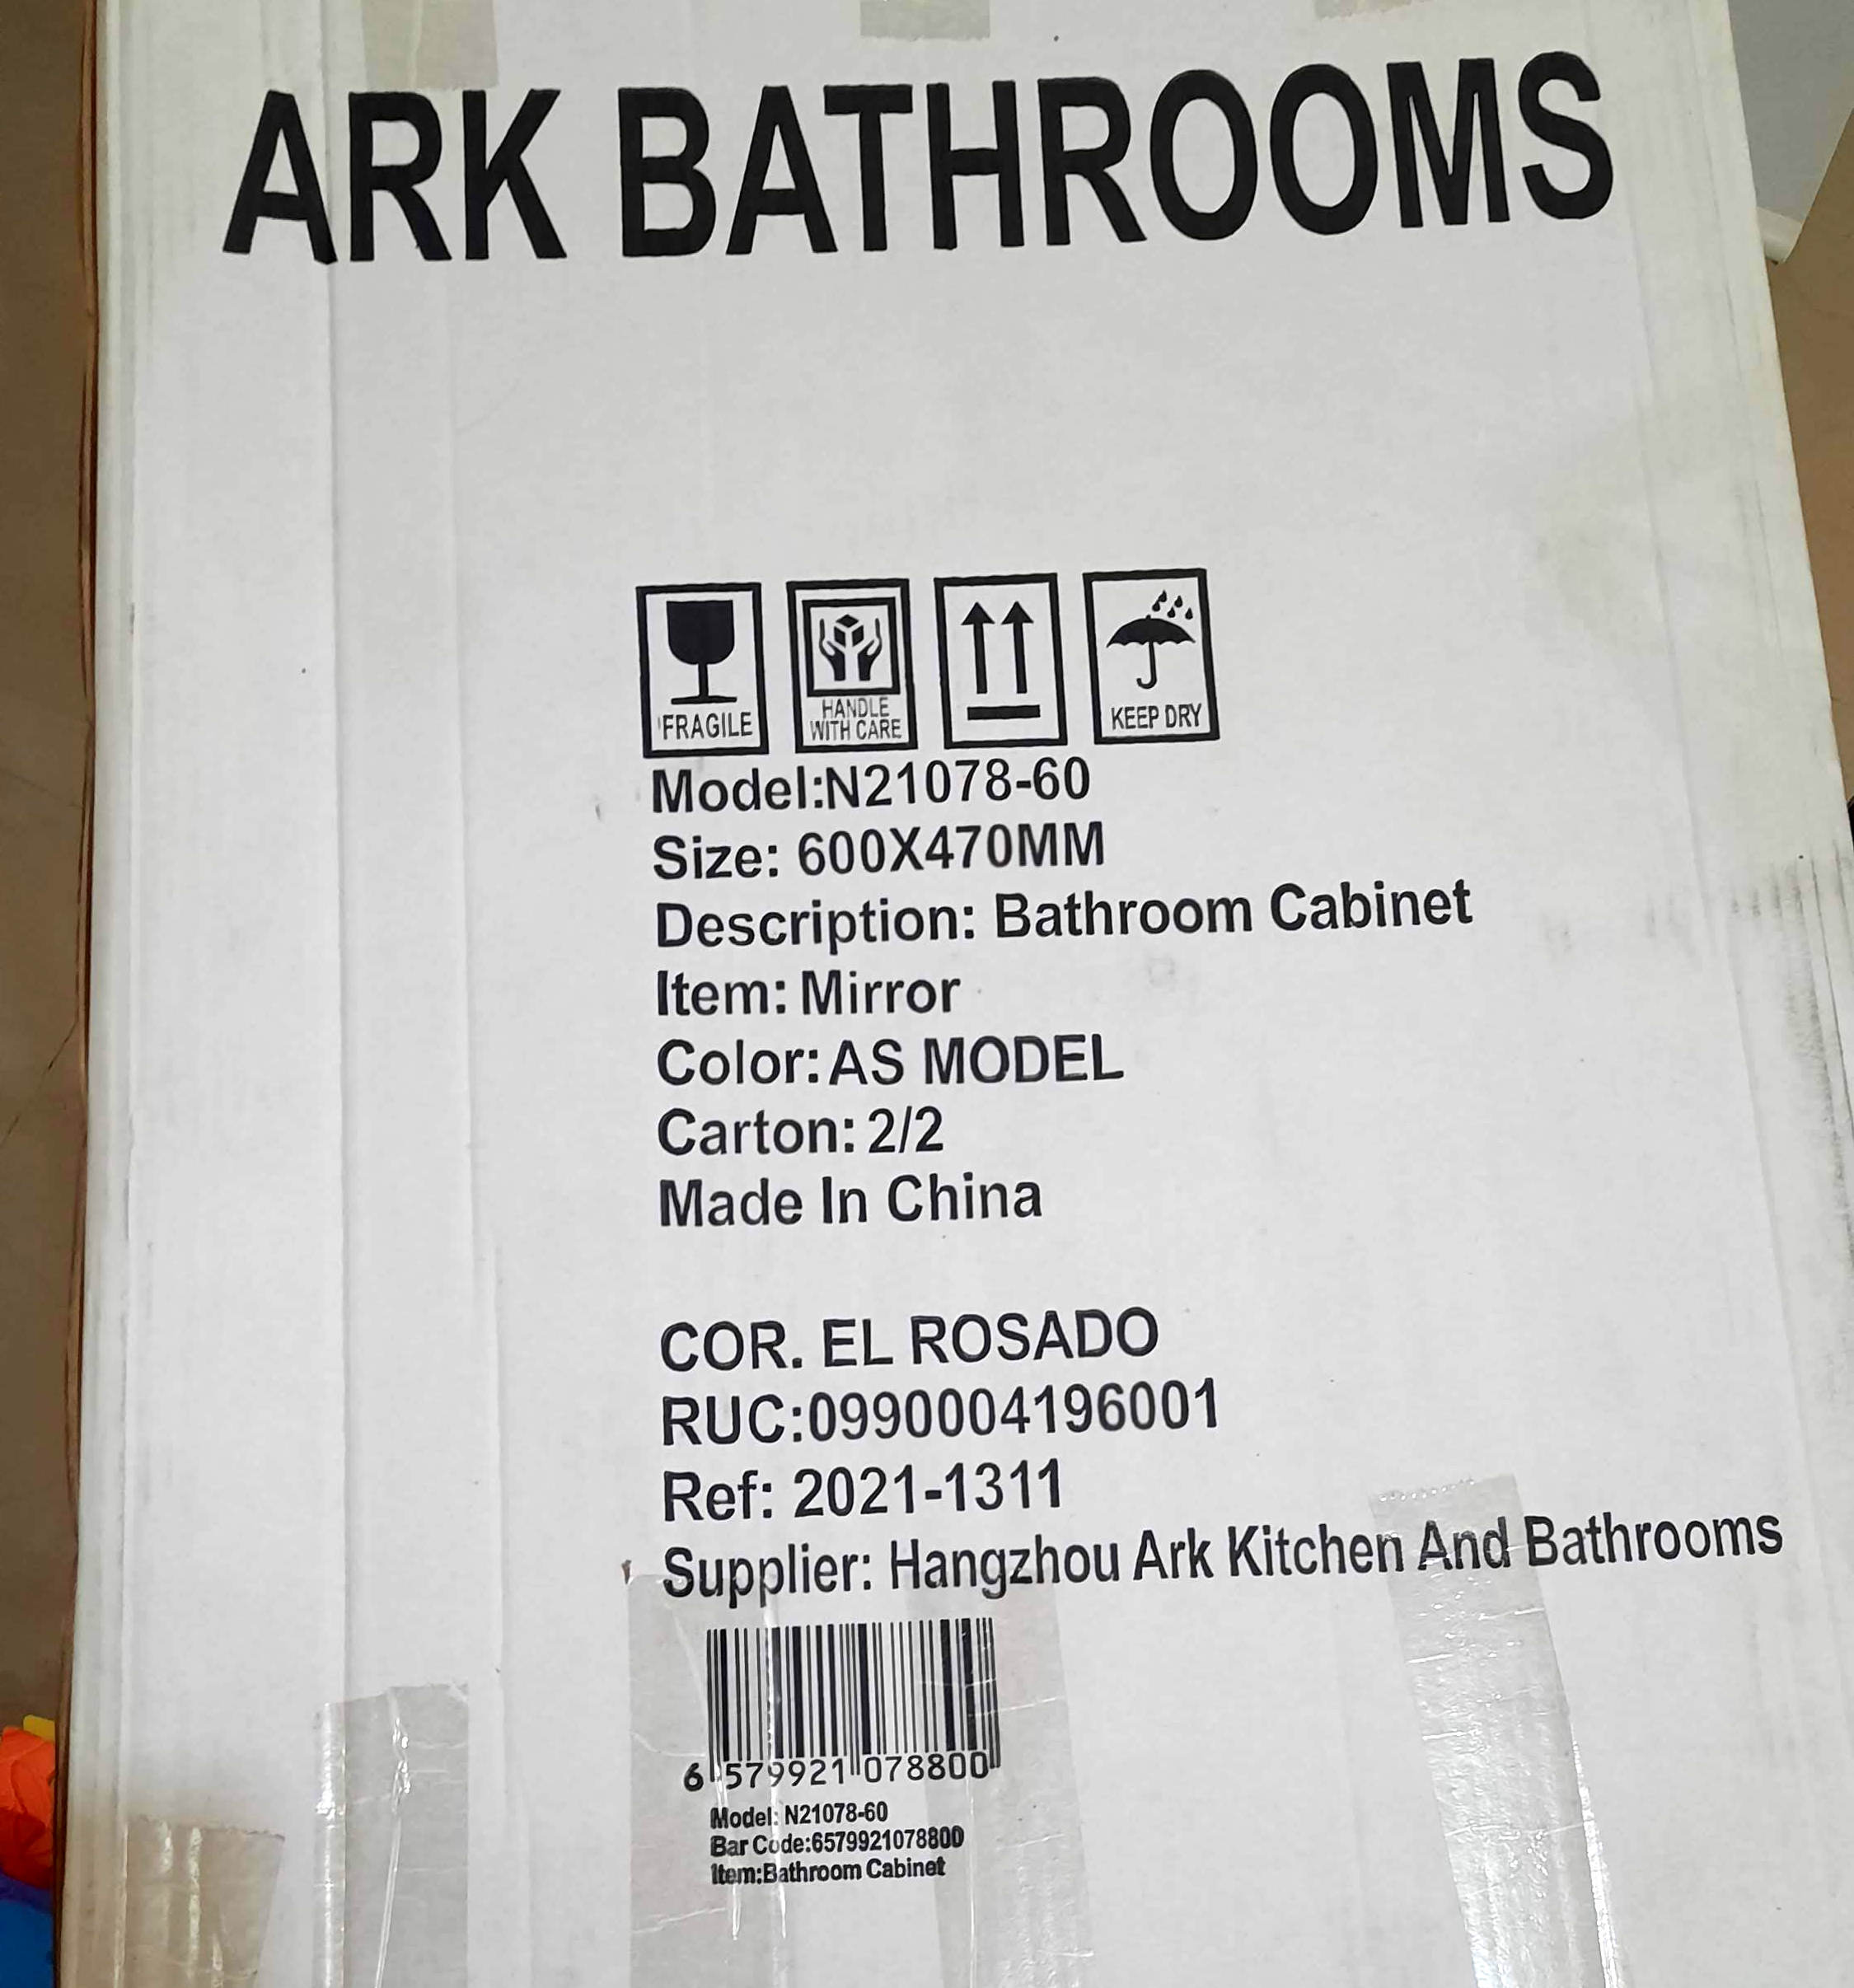 ARK BATHROOMS
FRAGILE
HANDLE
WITH CARE
KEEP DRY
Model:N21078-60
Size: 600X470MM
Description: Bathroom Cabinet
Item: Mirror
Color:AS MODEL
Carton: 2/2
Made In China
COR. EL ROSADO
RUC:0990004196001
Ref: 2021-1311
Supplier: Hangzhou Ark Kitchen And Bathrooms
6 579921 078800
Model: N21078-60
Bar Code:6579921078800
Item:Bathroom Cabinet